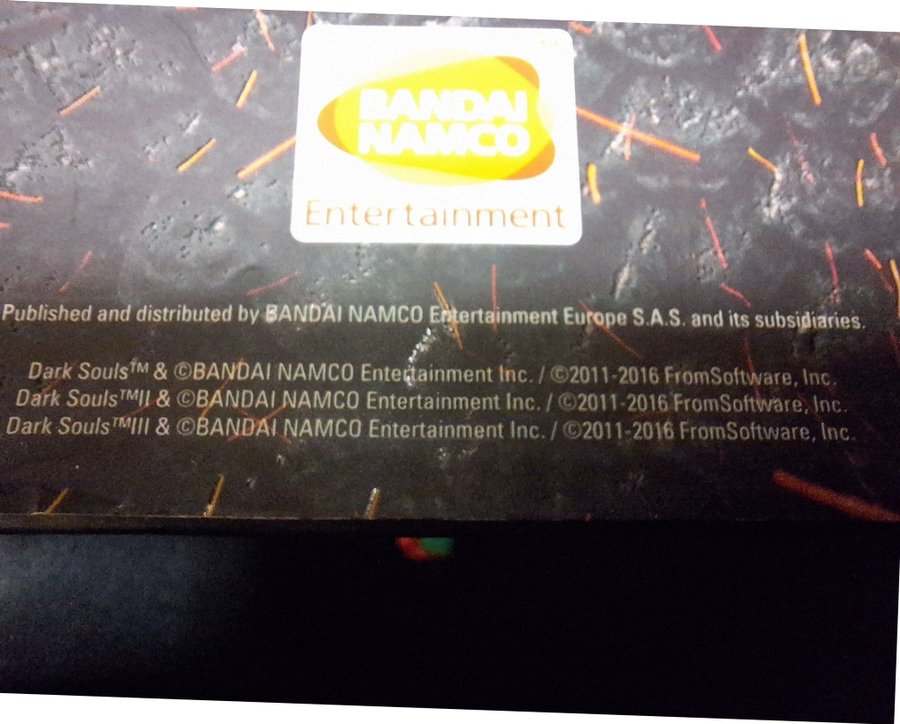 BANDAI
NAMCO
Entertainment
Published and distributed by BANDAI NAMCO Entertainment Europe S.A.S. and its subsidiaries.
Dark Souls™ & ©BANDAI NAMCO Entertainment Inc. / ©2011-2016 FromSoftware, Inc.
Dark Souls™II & ©BANDAI NAMCO Entertainment Inc. / ©2011-2016 FromSoftware, Inc.
Dark Souls™III & ©BANDAI NAMCO Entertainment Inc. / ©2011-2016 FromSoftware, Inc.